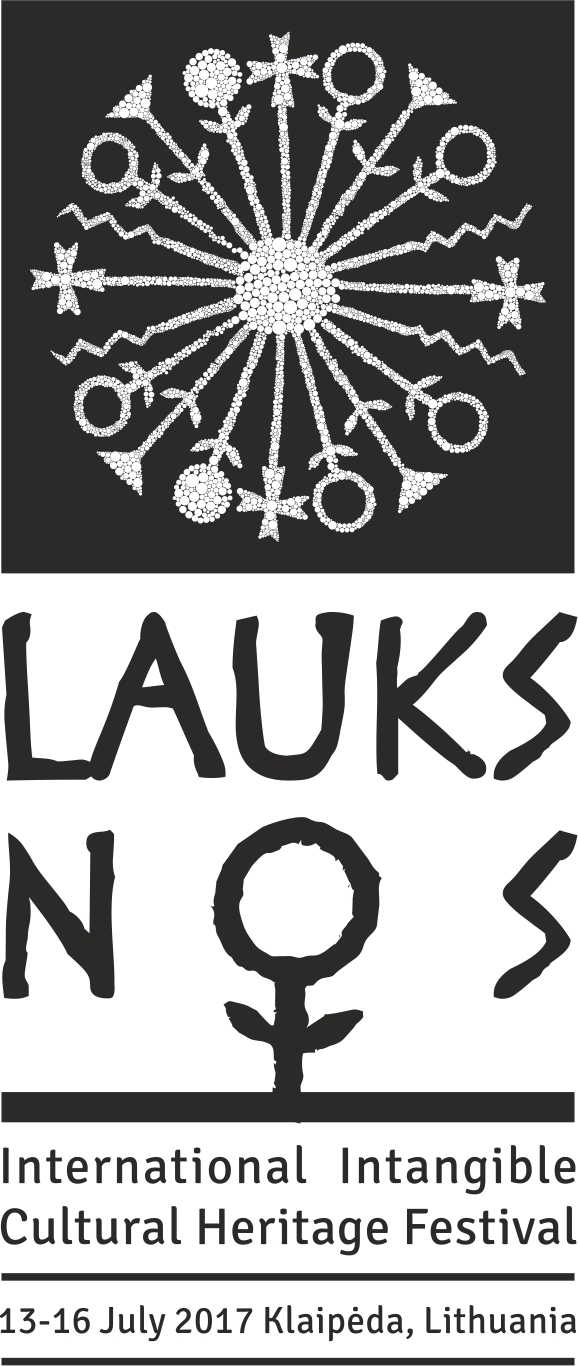 LAUKS
NOS
International Intangible
Cultural Heritage Festival
13-16 July 2017 Klaipėda, Lithuania